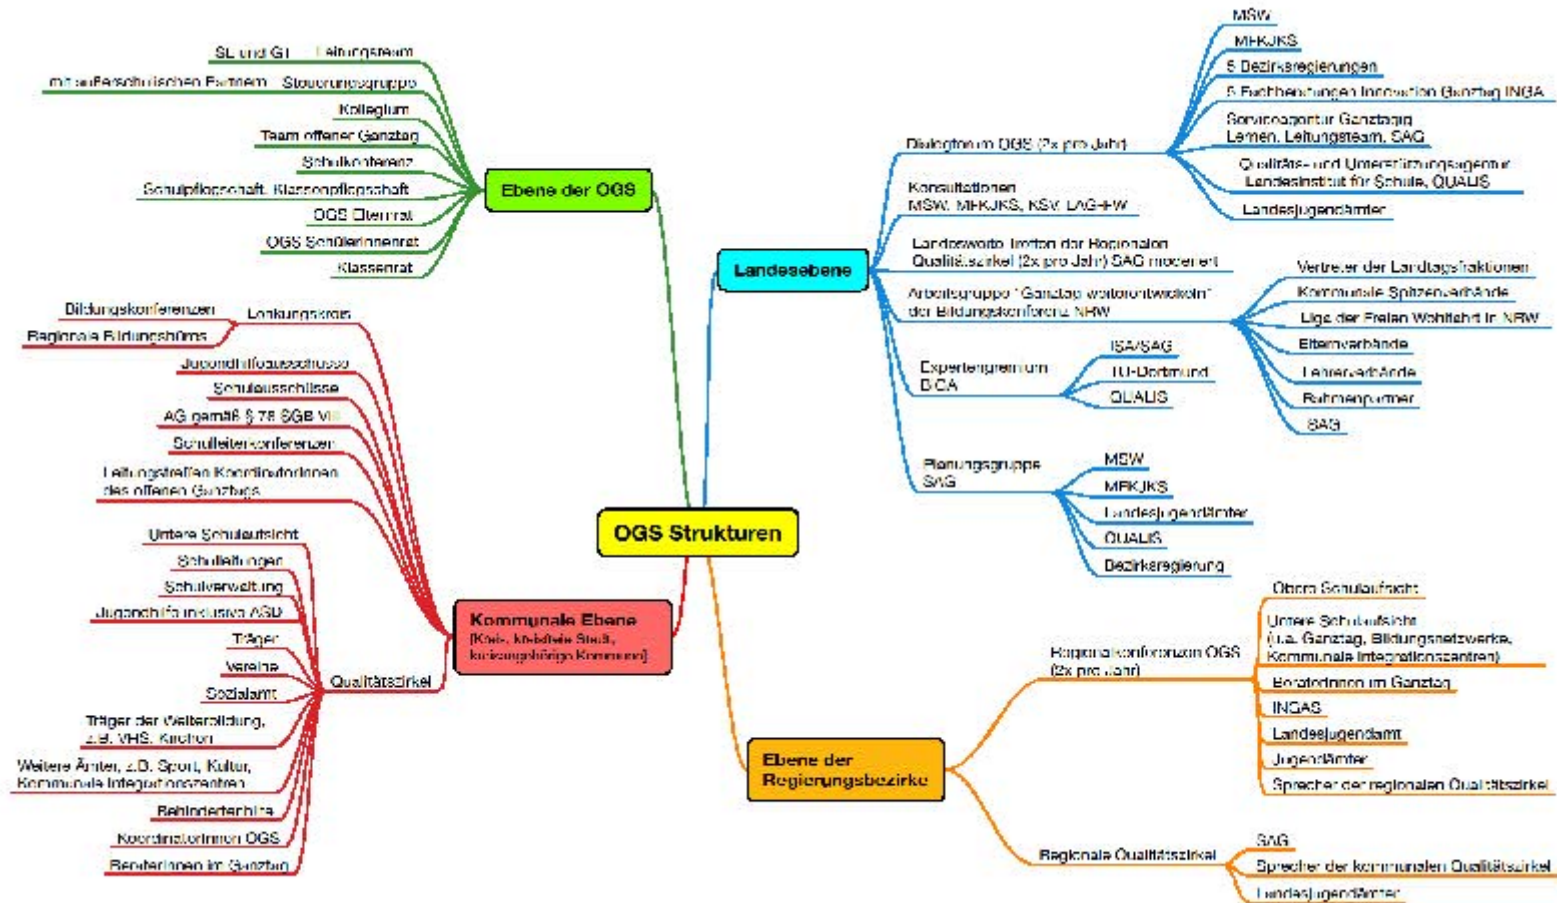 SL und GT Leitungsteam
mit außerschulischen Partnern Steuerungsgruppe
Kollegium
Team offener Ganztag
Schulkonferenz
Schulpflegschaft, Klassenpflegschaft
OGS Elternrat
OGS SchülerInnenrat
Klassenrat
Ebene der OGS
Bildungskonferenzen
Regionale Bildungsbüros
Lenkungskreis
Jugendhilfeausschüsse
Schulausschüsse
AG gemäß § 78 SGB VIII
Schulleiterkonferenzen
Leitungstreffen KoordinatorInnen
des offenen Ganztags
Untere Schulaufsicht
Schulleitungen
Schulverwaltung
Jugendhilfe inklusive ASD
Träger
Vereine
Sozialamt
Träger der Weiterbildung,
z.B. VHS, Kirchen
Weitere Ämter, z.B. Sport, Kultur,
Kommunale Integrationszentren
Behindertenhilfe
KoordinatorInnen OGS
BeraterInnen im Ganztag
Qualitätszirkel
Kommunale Ebene
[Kreis, kreisfreie Stadt,
kreisangehörige Kommune]
OGS Strukturen
Landesebene
Dialogforum OGS (2x pro Jahr)
MSW
MFKJKS
5 Bezirksregierungen
5 Fachberatungen Innovation Ganztag INGA
Serviceagentur Ganztägig
Lernen, Leitungsteam, SAG
Qualitäts- und Unterstützungsagentur
Landesinstitut für Schule, QUALIS
Landesjugendämter
Konsultationen
MSW, MFKJKS, KSV, LAG-FW
Landesweite Treffen der Regionalen
Qualitätszirkel (2x pro Jahr) SAG moderiert
Arbeitsgruppe "Ganztag weiterentwickeln"
der Bildungskonferenz NRW
Vertreter der Landtagsfraktionen
Kommunale Spitzenverbände
Liga der Freien Wohlfahrt in NRW
Elternverbände
Lehrerverbände
Rahmenpartner
SAG
Expertengremium
BiGA
ISA/SAG
TU-Dortmund
QUALIS
Planungsgruppe
SAG
MSW
MFKJKS
Landesjugendämter
QUALIS
Bezirksregierung
Ebene der
Regierungsbezirke
Regionalkonferenzen OGS
(2x pro Jahr)
Obere Schulaufsicht
Untere Schulaufsicht
(u.a. Ganztag, Bildungsnetzwerke,
Kommunale Integrationszentren)
BeraterInnen im Ganztag
INGAS
Landesjugendamt
Jugendämter
Sprecher der regionalen Qualitätszirkel
Regionale Qualitätszirkel
SAG
Sprecher der kommunalen Qualitätszirkel
Landesjugendämter